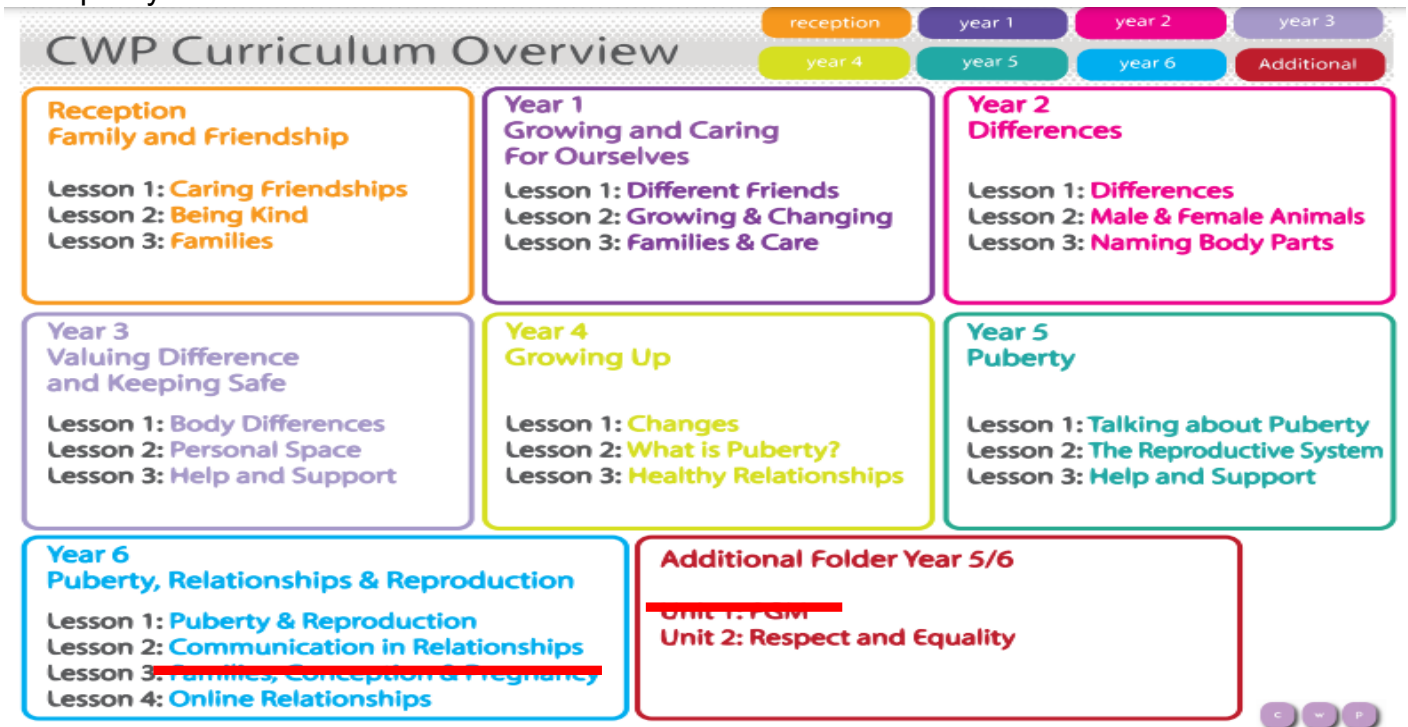 CWP Curriculum Overview
reception
year 1
year 2
year 3
year 4
year 5
year 6
Additional
Reception
Family and Friendship
Lesson 1: Caring Friendships
Lesson 2: Being Kind
Lesson 3: Families
Year 1
Growing and Caring
For Ourselves
Lesson 1: Different Friends
Lesson 2: Growing & Changing
Lesson 3: Families & Care
Year 2
Differences
Lesson 1: Differences
Lesson 2: Male & Female Animals
Lesson 3: Naming Body Parts
Year 3
Valuing Difference
and Keeping Safe
Lesson 1: Body Differences
Lesson 2: Personal Space
Lesson 3: Help and Support
Year 4
Growing Up
Lesson 1: Changes
Lesson 2: What is Puberty?
Lesson 3: Healthy Relationships
Year 5
Puberty
Lesson 1: Talking about Puberty
Lesson 2: The Reproductive System
Lesson 3: Help and Support
Year 6
Puberty, Relationships & Reproduction
Lesson 1: Puberty & Reproduction
Lesson 2: Communication in Relationships
Lesson 3: Families, Conception & Pregnancy
Lesson 4: Online Relationships
Additional Folder Year 5/6
Unit 1: FGM
Unit 2: Respect and Equality
c w p